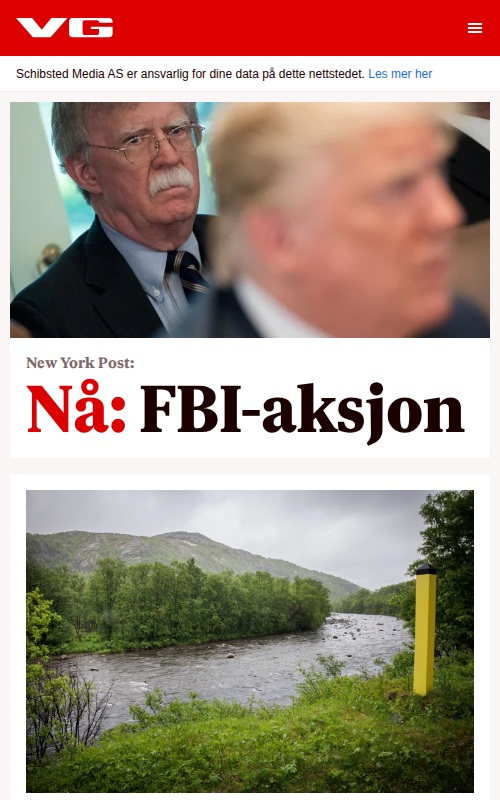 VG
Schibsted Media AS er ansvarlig for dine data på dette nettstedet. Les mer her
New York Post:
Nå: FBI-aksjon